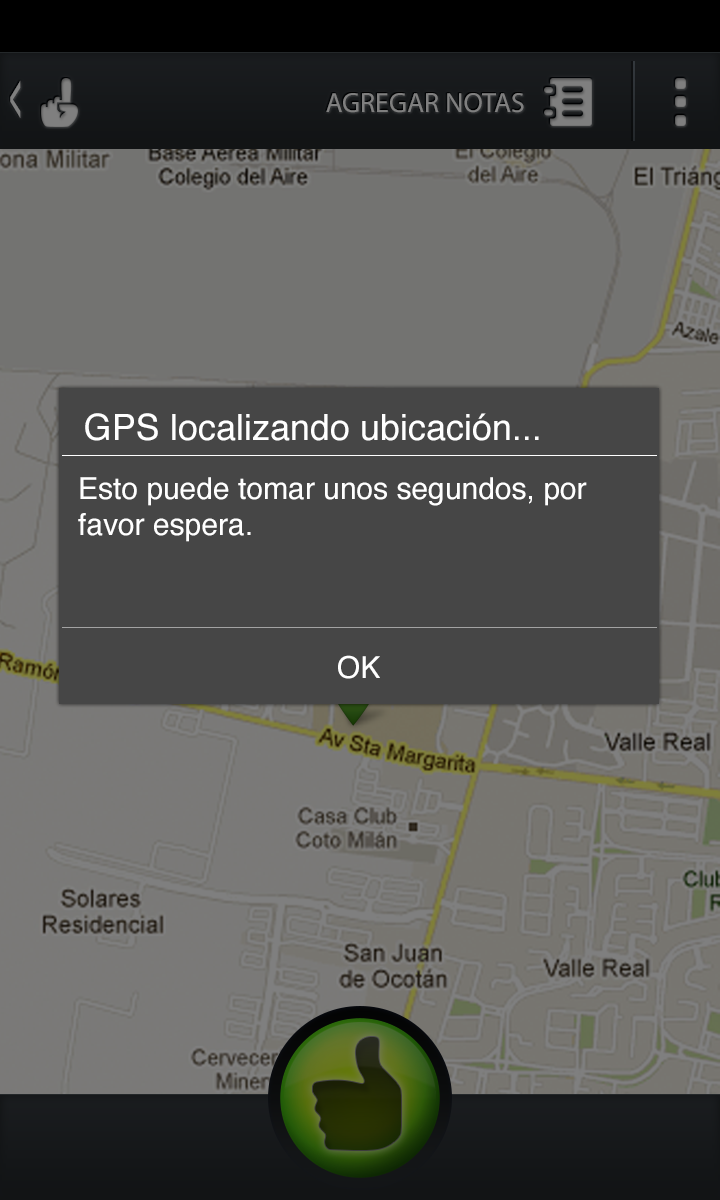 AGREGAR NOTAS
ona Militar
Base Aérea Militar
Colegio del Aire
El Colegio
del Aire
El Triáng
Azale
GPS localizando ubicación...
Esto puede tomar unos segundos, por
favor espera.
OK
Ramón
Av Sta Margarita
Valle Real
Casa Club
Coto Milán
Solares
Residencial
Club
R
San Juan
de Ocotán
Valle Real
Cervecer
Miner